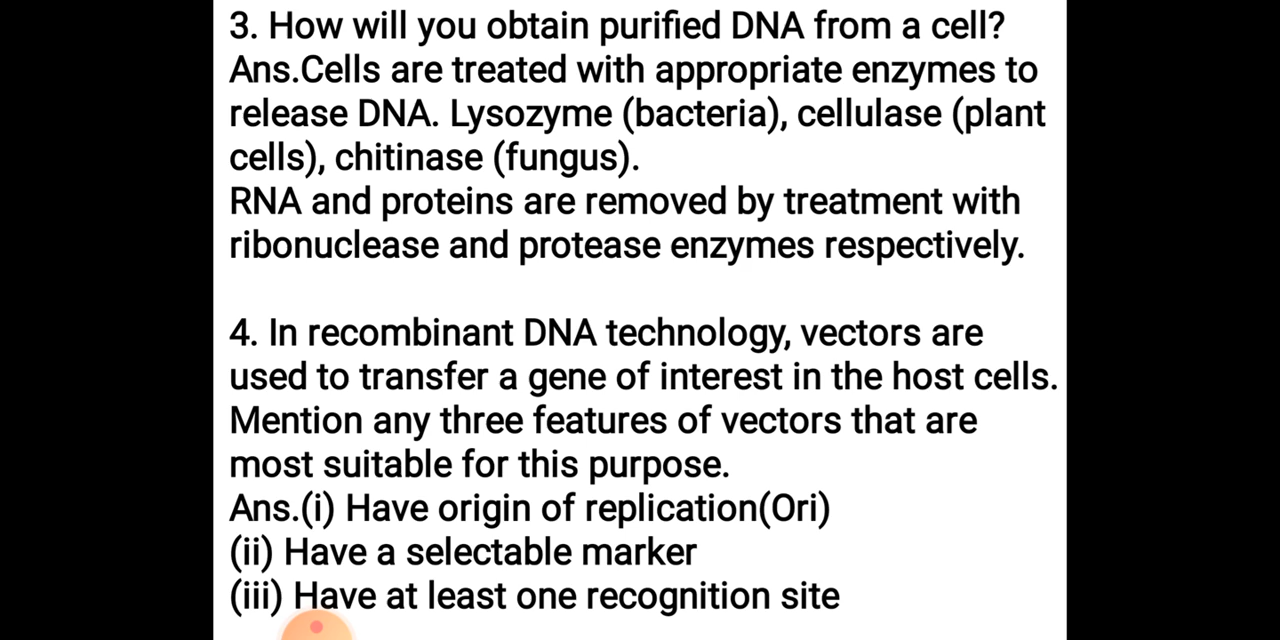 3. How will you obtain purified DNA from a cell?
Ans.Cells are treated with appropriate enzymes to
release DNA. Lysozyme (bacteria), cellulase (plant
cells), chitinase (fungus).
RNA and proteins are removed by treatment with
ribonuclease and protease enzymes respectively.
4. In recombinant DNA technology, vectors are
used to transfer a gene of interest in the host cells.
Mention any three features of vectors that are
most suitable for this purpose.
Ans.(i) Have origin of replication(Ori)
(ii) Have a selectable marker
(iii) Have at least one recognition site